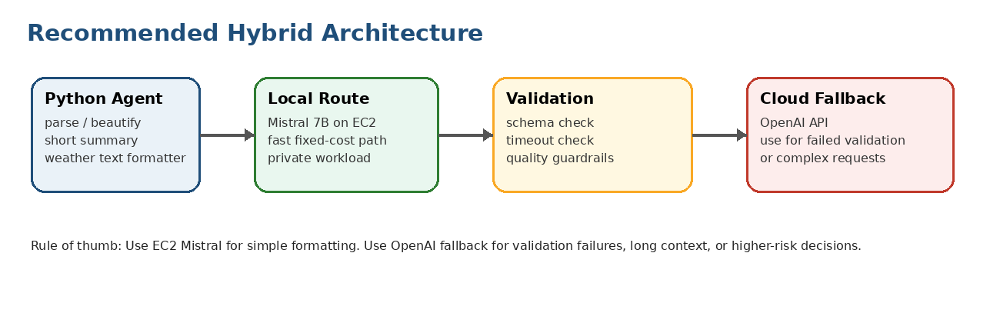 Recommended Hybrid Architecture
Python Agent
parse / beautify
short summary
weather text formatter
Local Route
Mistral 7B on EC2
fast fixed-cost path
private workload
Validation
schema check
timeout check
quality guardrails
Cloud Fallback
OpenAI API
use for failed validation
or complex requests
Rule of thumb: Use EC2 Mistral for simple formatting. Use OpenAI fallback for validation failures, long context, or higher-risk decisions.